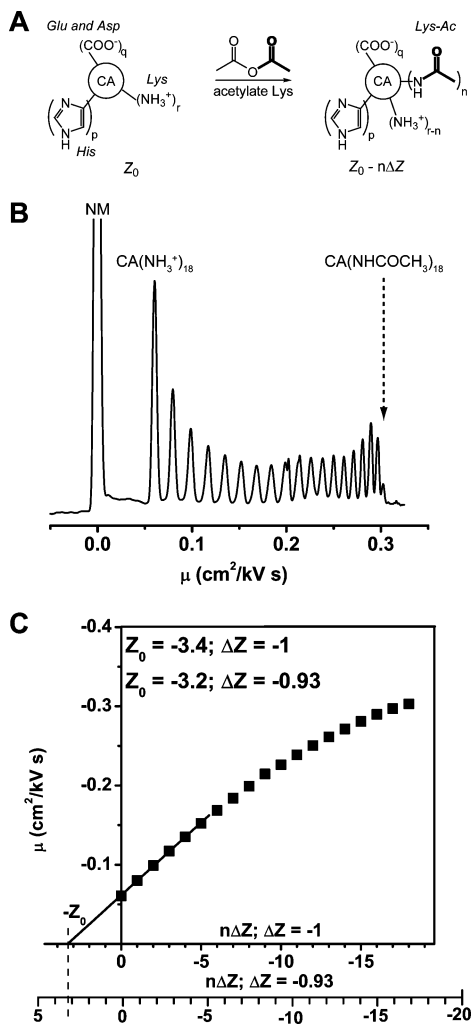 A
Glu and Asp
(COO⁻)q
CA
Lys
(NH₃⁺)r
N
N
H
p
His
Z₀
O O
O
acetylate Lys
Lys-Ac
(COO⁻)q
CA
N
H
O
n
(NH₃⁺)r-n
N
N
H
p
Z₀ - nΔZ
B
NM
CA(NH₃⁺)₁₈
CA(NHCOCH₃)₁₈
0.0 0.1 0.2 0.3
μ (cm²/kV s)
C
-0.4
Z₀ = -3.4; ΔZ = -1
Z₀ = -3.2; ΔZ = -0.93
-0.3
-0.2
-0.1
μ (cm²/kV s)
-Z₀
nΔZ; ΔZ = -1
0 -5 -10 -15
nΔZ; ΔZ = -0.93
5 0 -5 -10 -15 -20